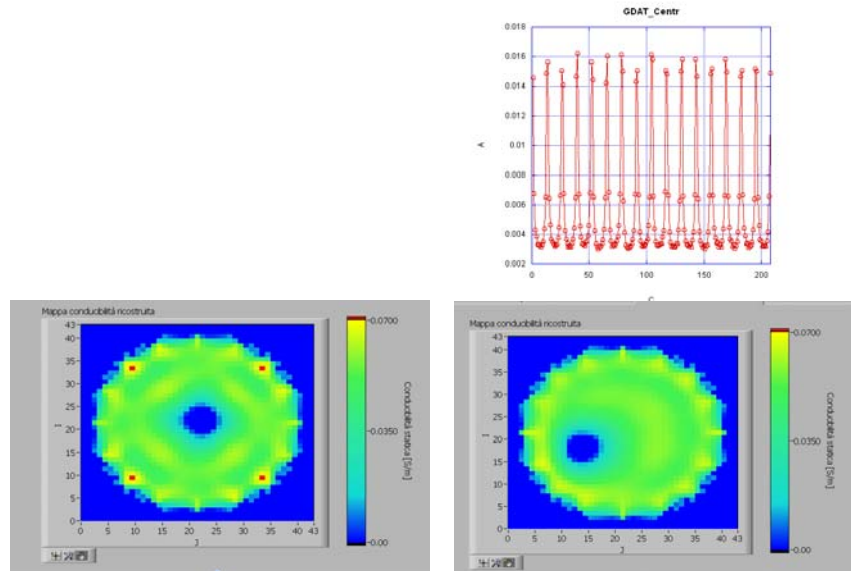 GDAT_Centr
0.018
0.016
0.014
0.012
0.01
0.008
0.006
0.004
0.002
A
0 50 100 150 200
C
Mappa conducibilità ricostruita
43
40
35
30
25
20
15
10
5
0
I
0 5 10 15 20 25 30 35 40 43
J
0.0700
0.0350
0.00
Conducibilità statica [S/m]
Mappa conducibilità ricostruita
43
40
35
30
25
20
15
10
5
0
I
0 5 10 15 20 25 30 35 40 43
J
0.0700
0.0350
0.00
Conducibilità statica [S/m]